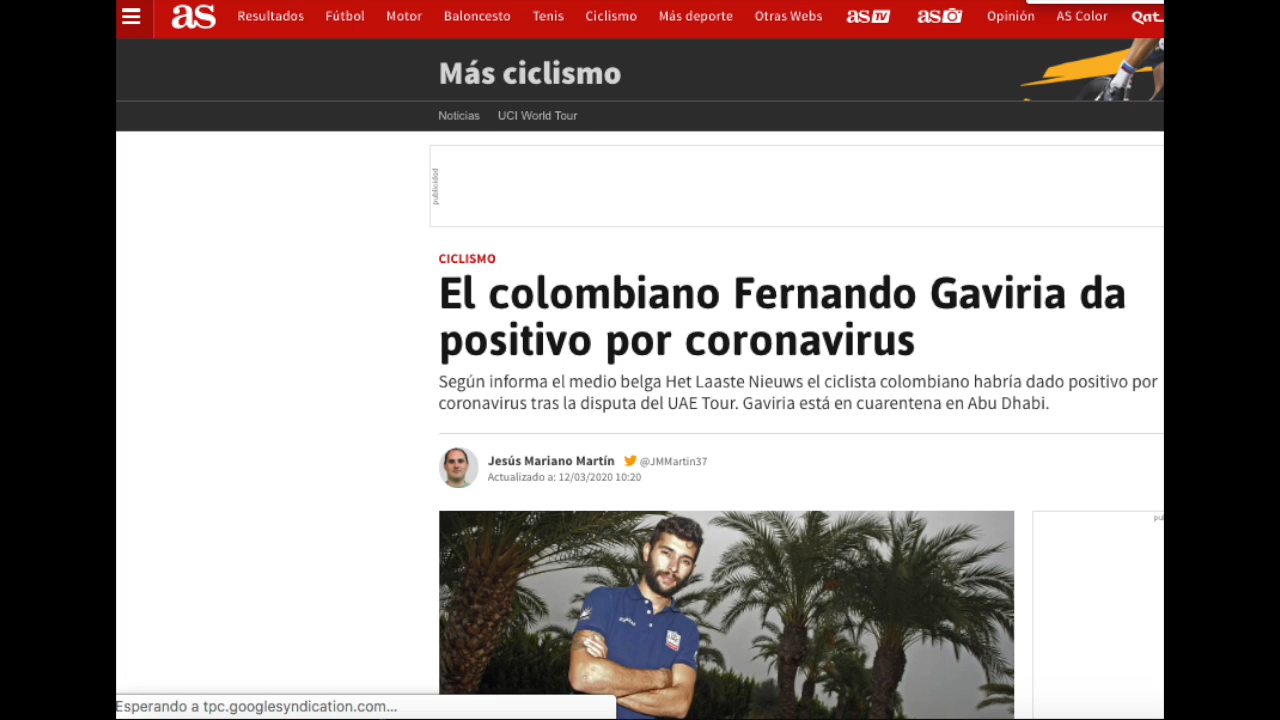 as Resultados Fútbol Motor Baloncesto Tenis Ciclismo Más deporte Otras Webs as TV as Opinión AS Color
Más ciclismo
Noticias UCI World Tour
publicidad
CICLISMO
El colombiano Fernando Gaviria da
positivo por coronavirus
Según informa el medio belga Het Laaste Nieuws el ciclista colombiano habría dado positivo por
coronavirus tras la disputa del UAE Tour. Gaviria está en cuarentena en Abu Dhabi.
Jesús Mariano Martín @JMMartin37
Actualizado a: 12/03/2020 10:20
Esperando a tpc.googlesyndication.com...